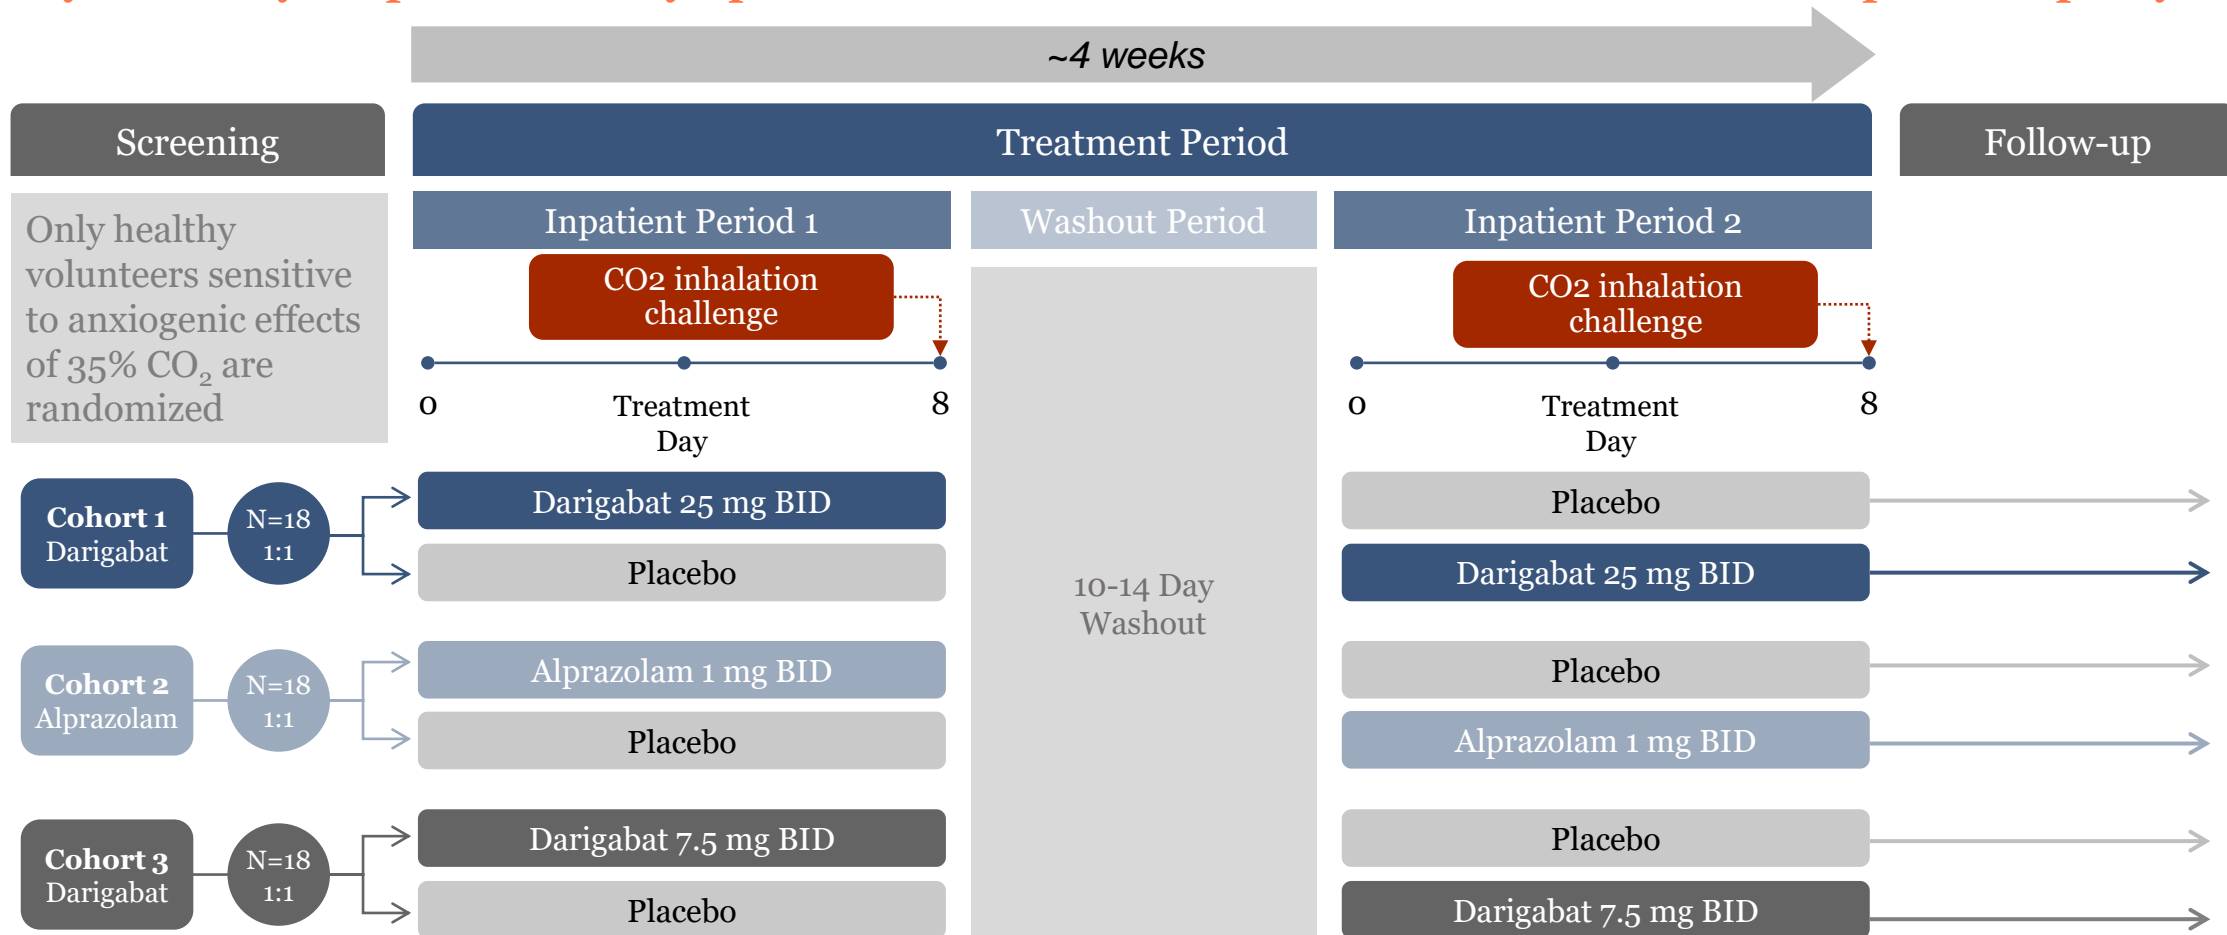 ~4 weeks
Screening
Treatment Period
Follow-up
Only healthy
volunteers sensitive
to anxiogenic effects
of 35% CO₂ are
randomized
Inpatient Period 1
Washout Period
Inpatient Period 2
CO2 inhalation
challenge
CO2 inhalation
challenge
0
Treatment
Day
8
0
Treatment
Day
8
10-14 Day
Washout
Cohort 1
Darigabat
N=18
1:1
Darigabat 25 mg BID
Placebo
Placebo
Darigabat 25 mg BID
Cohort 2
Alprazolam
N=18
1:1
Alprazolam 1 mg BID
Placebo
Placebo
Alprazolam 1 mg BID
Cohort 3
Darigabat
N=18
1:1
Darigabat 7.5 mg BID
Placebo
Placebo
Darigabat 7.5 mg BID